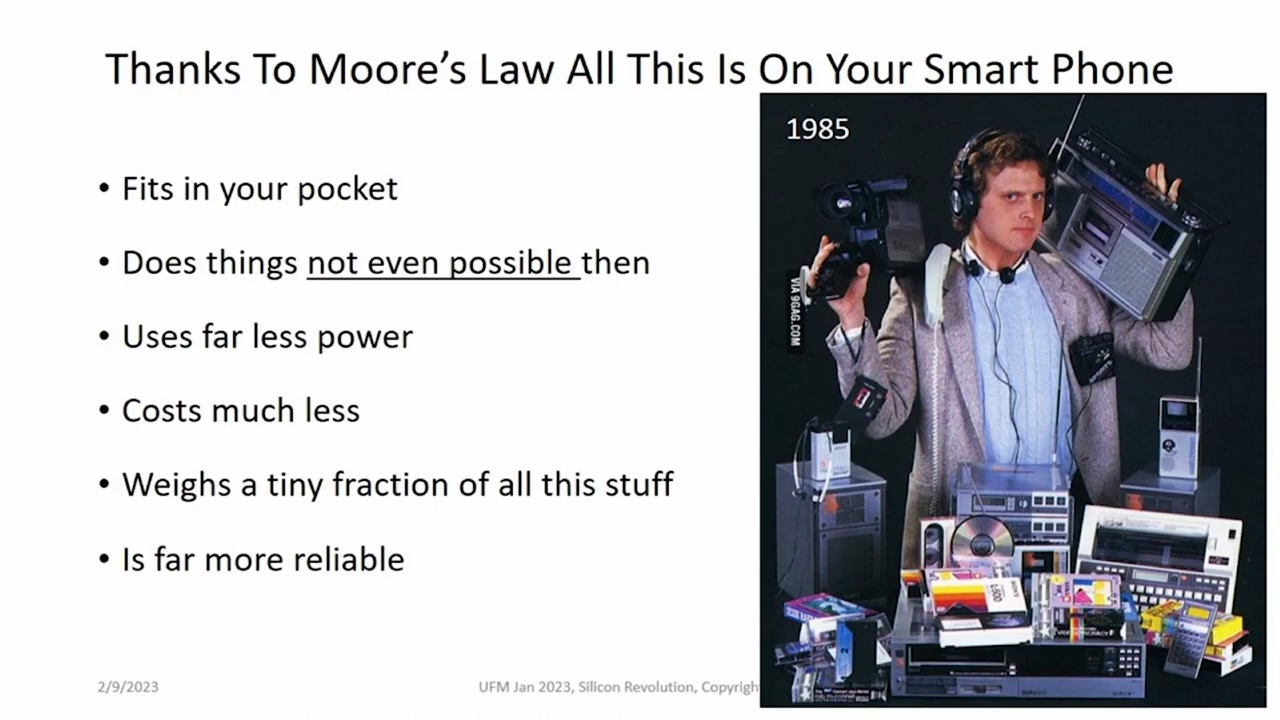 Thanks To Moore's Law All This Is On Your Smart Phone
1985
• Fits in your pocket
• Does things not even possible then
• Uses far less power
• Costs much less
• Weighs a tiny fraction of all this stuff
• Is far more reliable
VIA 9GAG.COM
2/9/2023
UFM Jan 2023, Silicon Revolution, Copyrigh